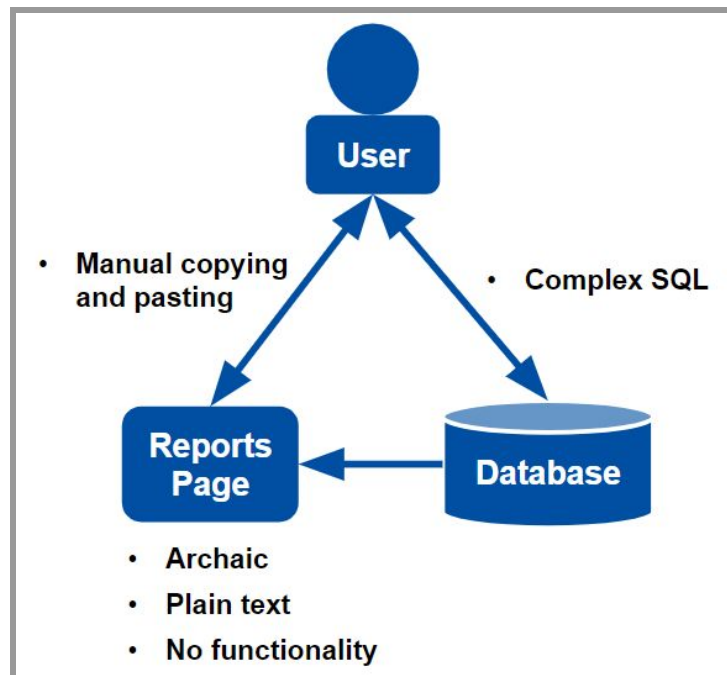 User
• Manual copying
and pasting
• Complex SQL
Reports
Page
Database
• Archaic
• Plain text
• No functionality